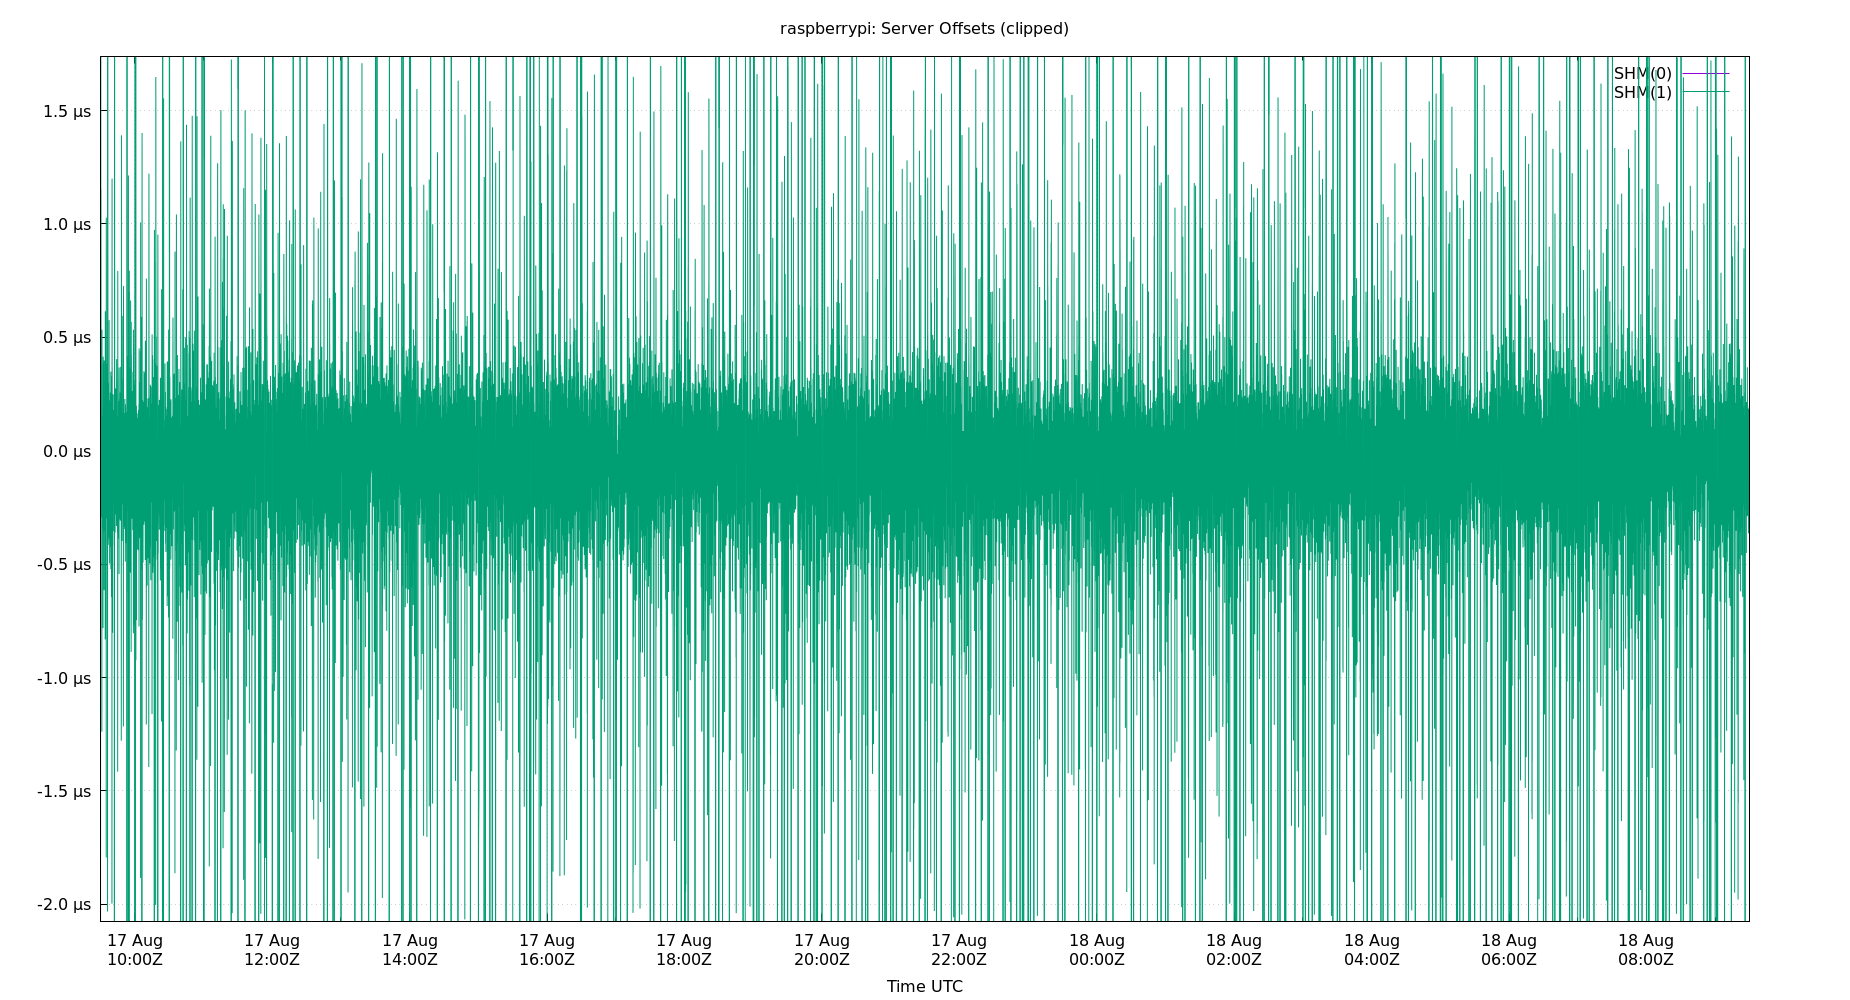 raspberrypi: Server Offsets (clipped)
SHM(0)
SHM(1)
1.5 μs
1.0 μs
0.5 μs
0.0 μs
-0.5 μs
-1.0 μs
-1.5 μs
-2.0 μs
17 Aug 17 Aug 17 Aug 17 Aug 17 Aug 17 Aug 17 Aug 18 Aug 18 Aug 18 Aug 18 Aug 18 Aug
10:00Z 12:00Z 14:00Z 16:00Z 18:00Z 20:00Z 22:00Z 00:00Z 02:00Z 04:00Z 06:00Z 08:00Z
Time UTC